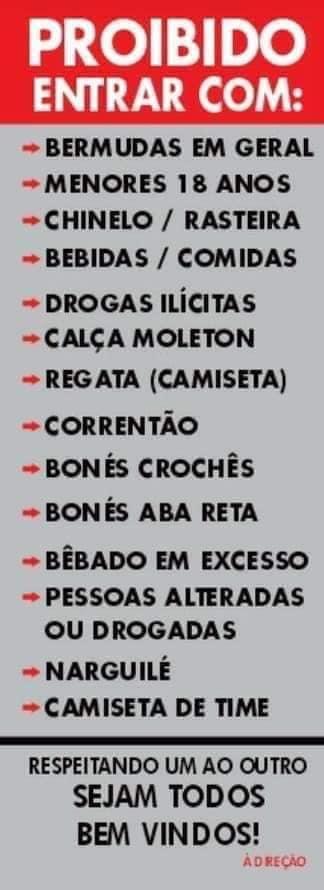 PROIBIDO
ENTRAR COM:
➡ BERMUDAS EM GERAL
➡ MENORES 18 ANOS
➡ CHINELO / RASTEIRA
➡ BEBIDAS / COMIDAS
➡ DROGAS ILÍCITAS
➡ CALÇA MOLETON
➡ REGATA (CAMISETA)
➡ CORRENTÃO
➡ BONÉS CROCHÊS
➡ BONÉS ABA RETA
➡ BÊBADO EM EXCESSO
➡ PESSOAS ALTERADAS
OU DROGADAS
➡ NARGUILÉ
➡ CAMISETA DE TIME
RESPEITANDO UM AO OUTRO
SEJAM TODOS
BEM VINDOS!
À DIREÇÃO